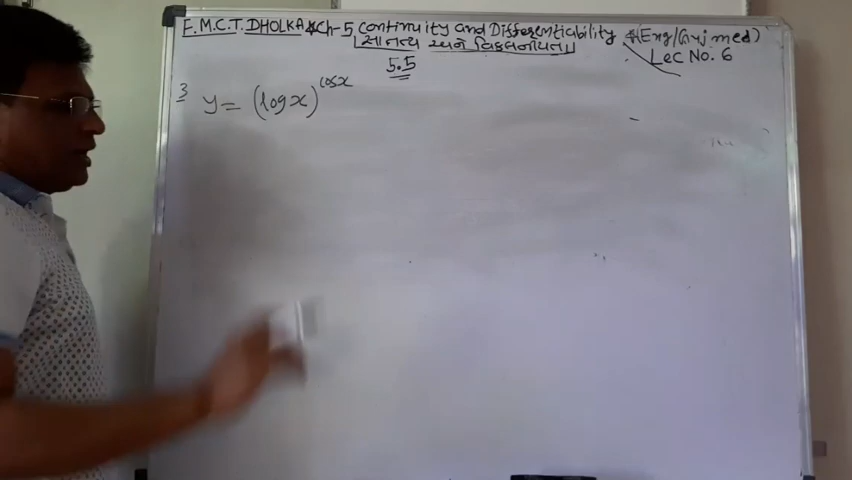 F.M.C.T. DHOLKA Ch-5 Continuity and Differentiability (Eng/Guj med)
સાતત્ય અને વિકલનીયતા
Lec No. 6
5.5
3 y = (log x)^cos x